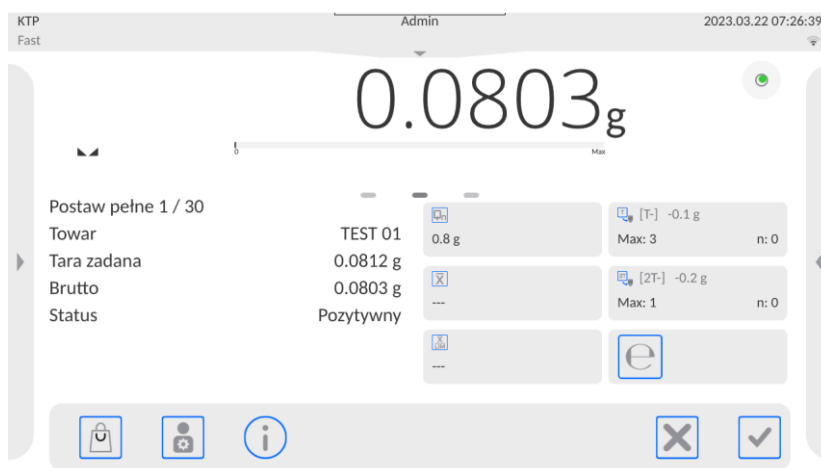 KTP Admin 2023.03.22 07:26:39
Fast
0.0803g
0 Max
Postaw pełne 1 / 30
Towar TEST 01
Tara zadana 0.0812 g
Brutto 0.0803 g
Status Pozytywny
Qn
0.8 g
X
---
X
---
T [T-] -0.1 g
Max: 3 n: 0
2T [2T-] -0.2 g
Max: 1 n: 0
e
i